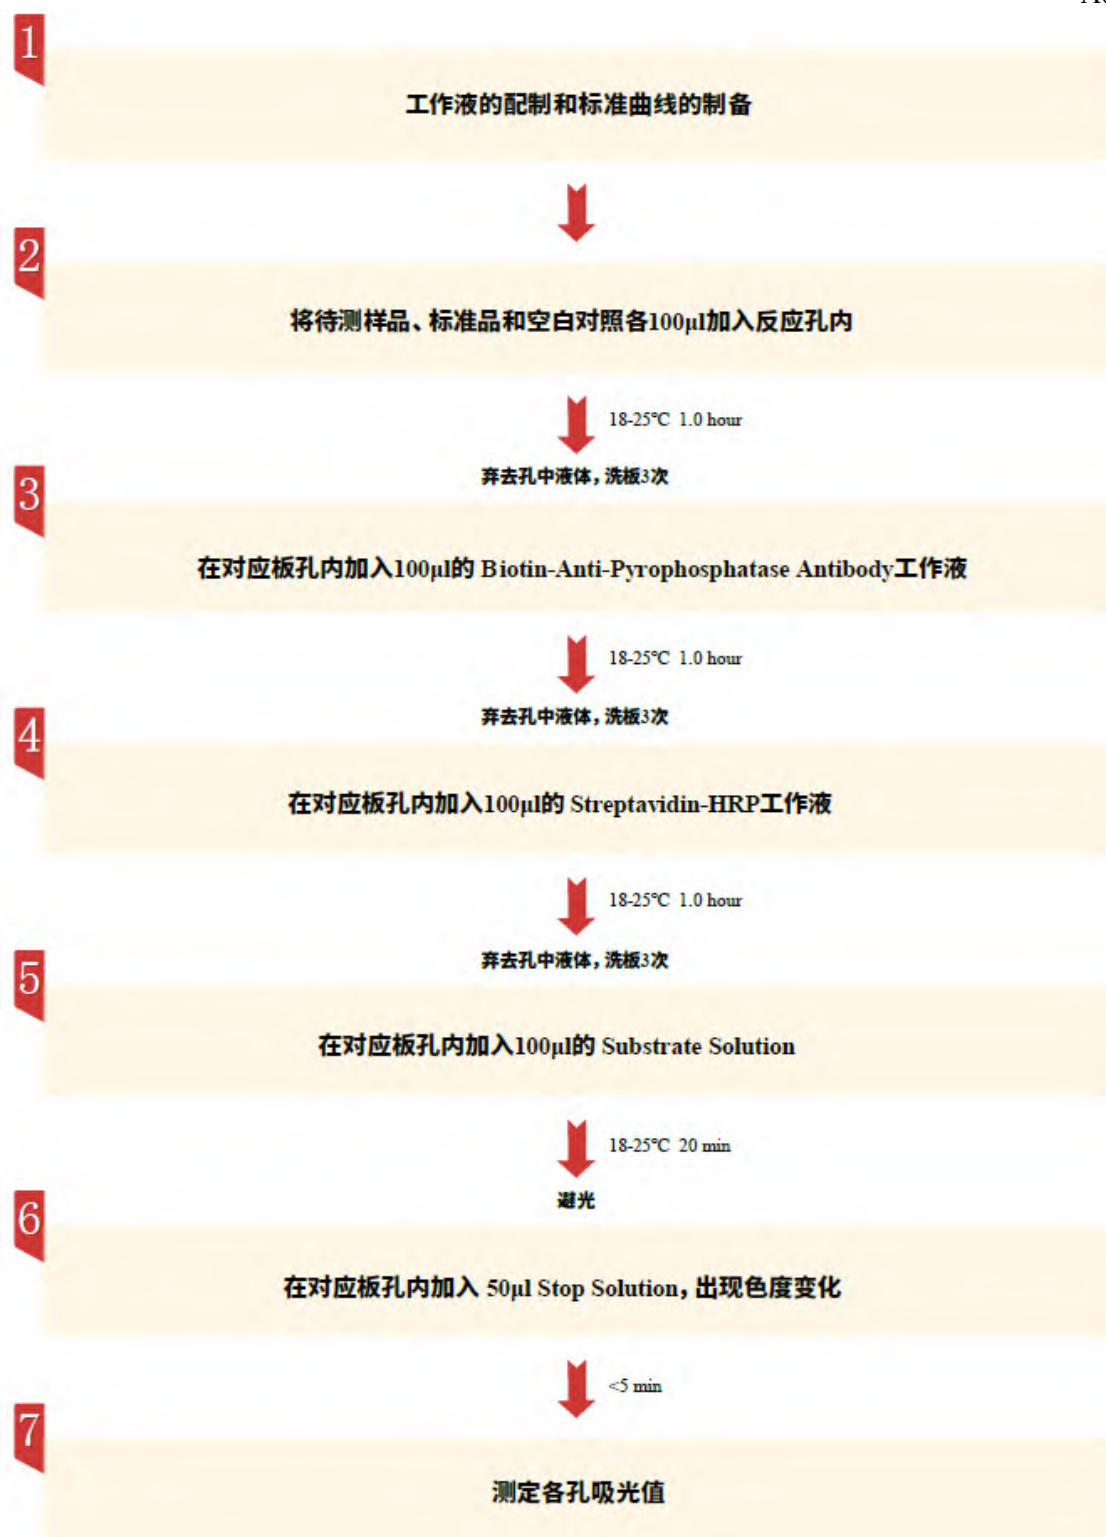 1
工作液的配制和标准曲线的制备
2
将待测样品、标准品和空白对照各100μl加入反应孔内
18-25℃ 1.0 hour
弃去孔中液体，洗板3次
3
在对应板孔内加入100μl的 Biotin-Anti-Pyrophosphatase Antibody工作液
18-25℃ 1.0 hour
弃去孔中液体，洗板3次
4
在对应板孔内加入100μl的 Streptavidin-HRP工作液
18-25℃ 1.0 hour
弃去孔中液体，洗板3次
5
在对应板孔内加入100μl的 Substrate Solution
18-25℃ 20 min
避光
6
在对应板孔内加入 50μl Stop Solution，出现色度变化
<5 min
7
测定各孔吸光值